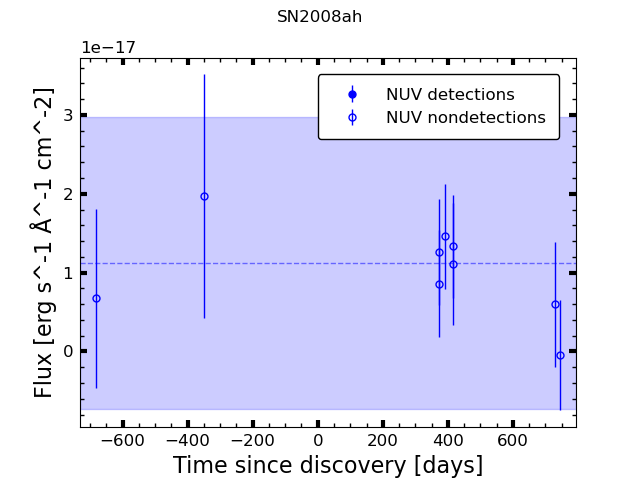 SN2008ah
1e−17
NUV detections
NUV nondetections
3
2
1
0
Flux [erg s^-1 Å^-1 cm^-2]
−600 −400 −200 0 200 400 600
Time since discovery [days]